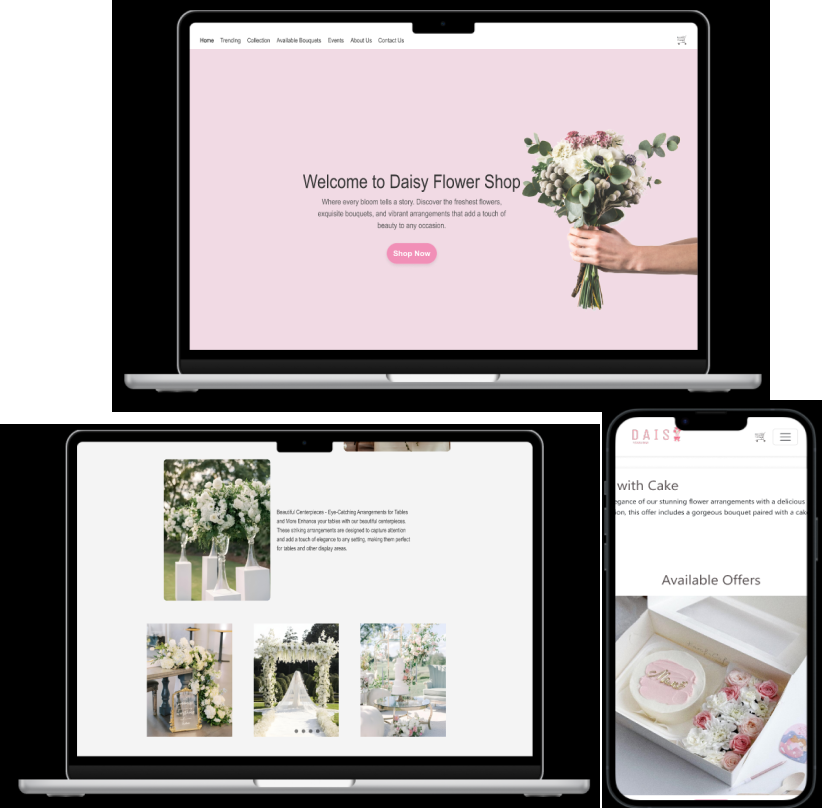 Home Trending Collection Available Bouquets Events About Us Contact Us
Welcome to Daisy Flower Shop
Where every bloom tells a story. Discover the freshest flowers,
exquisite bouquets, and vibrant arrangements that add a touch of
beauty to any occasion.
Shop Now
Beautiful Centerpieces - Eye-Catching Arrangements for Tables
and More Enhance your tables with our beautiful centerpieces.
These striking arrangements are designed to capture attention
and add a touch of elegance to any setting, making them perfect
for tables and other display areas.
DAIS
with Cake
egance of our stunning flower arrangements with a delicious
ion, this offer includes a gorgeous bouquet paired with a cak
Available Offers